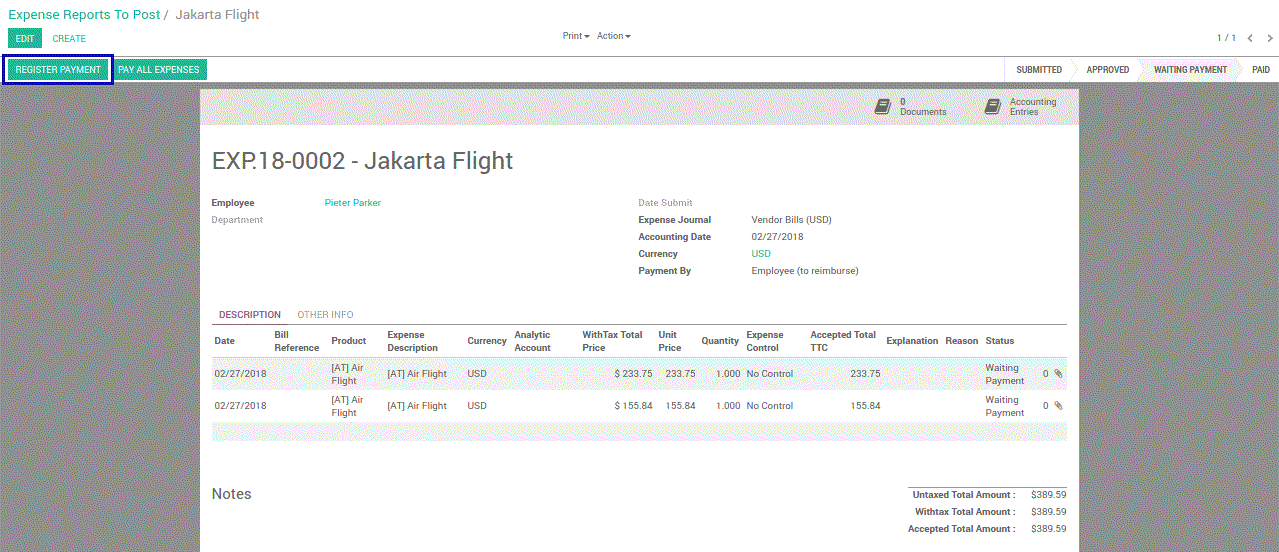 Expense Reports To Post / Jakarta Flight
EDIT CREATE Print Action 1 / 1
REGISTER PAYMENT PAY ALL EXPENSES SUBMITTED APPROVED WAITING PAYMENT PAID
0 Documents
Accounting Entries
EXP.18-0002 - Jakarta Flight
Employee Pieter Parker
Department
Date Submit
Expense Journal Vendor Bills (USD)
Accounting Date 02/27/2018
Currency USD
Payment By Employee (to reimburse)
DESCRIPTION OTHER INFO
Date Bill Reference Product Expense Description Currency Analytic Account WithTax Total Price Unit Price Quantity Expense Control Accepted Total TTC Explanation Reason Status
02/27/2018 [AT] Air Flight [AT] Air Flight USD $ 233.75 233.75 1.000 No Control 233.75 Waiting Payment 0
02/27/2018 [AT] Air Flight [AT] Air Flight USD $ 155.84 155.84 1.000 No Control 155.84 Waiting Payment 0
Notes
Untaxed Total Amount : $389.59
Withtax Total Amount : $389.59
Accepted Total Amount : $389.59